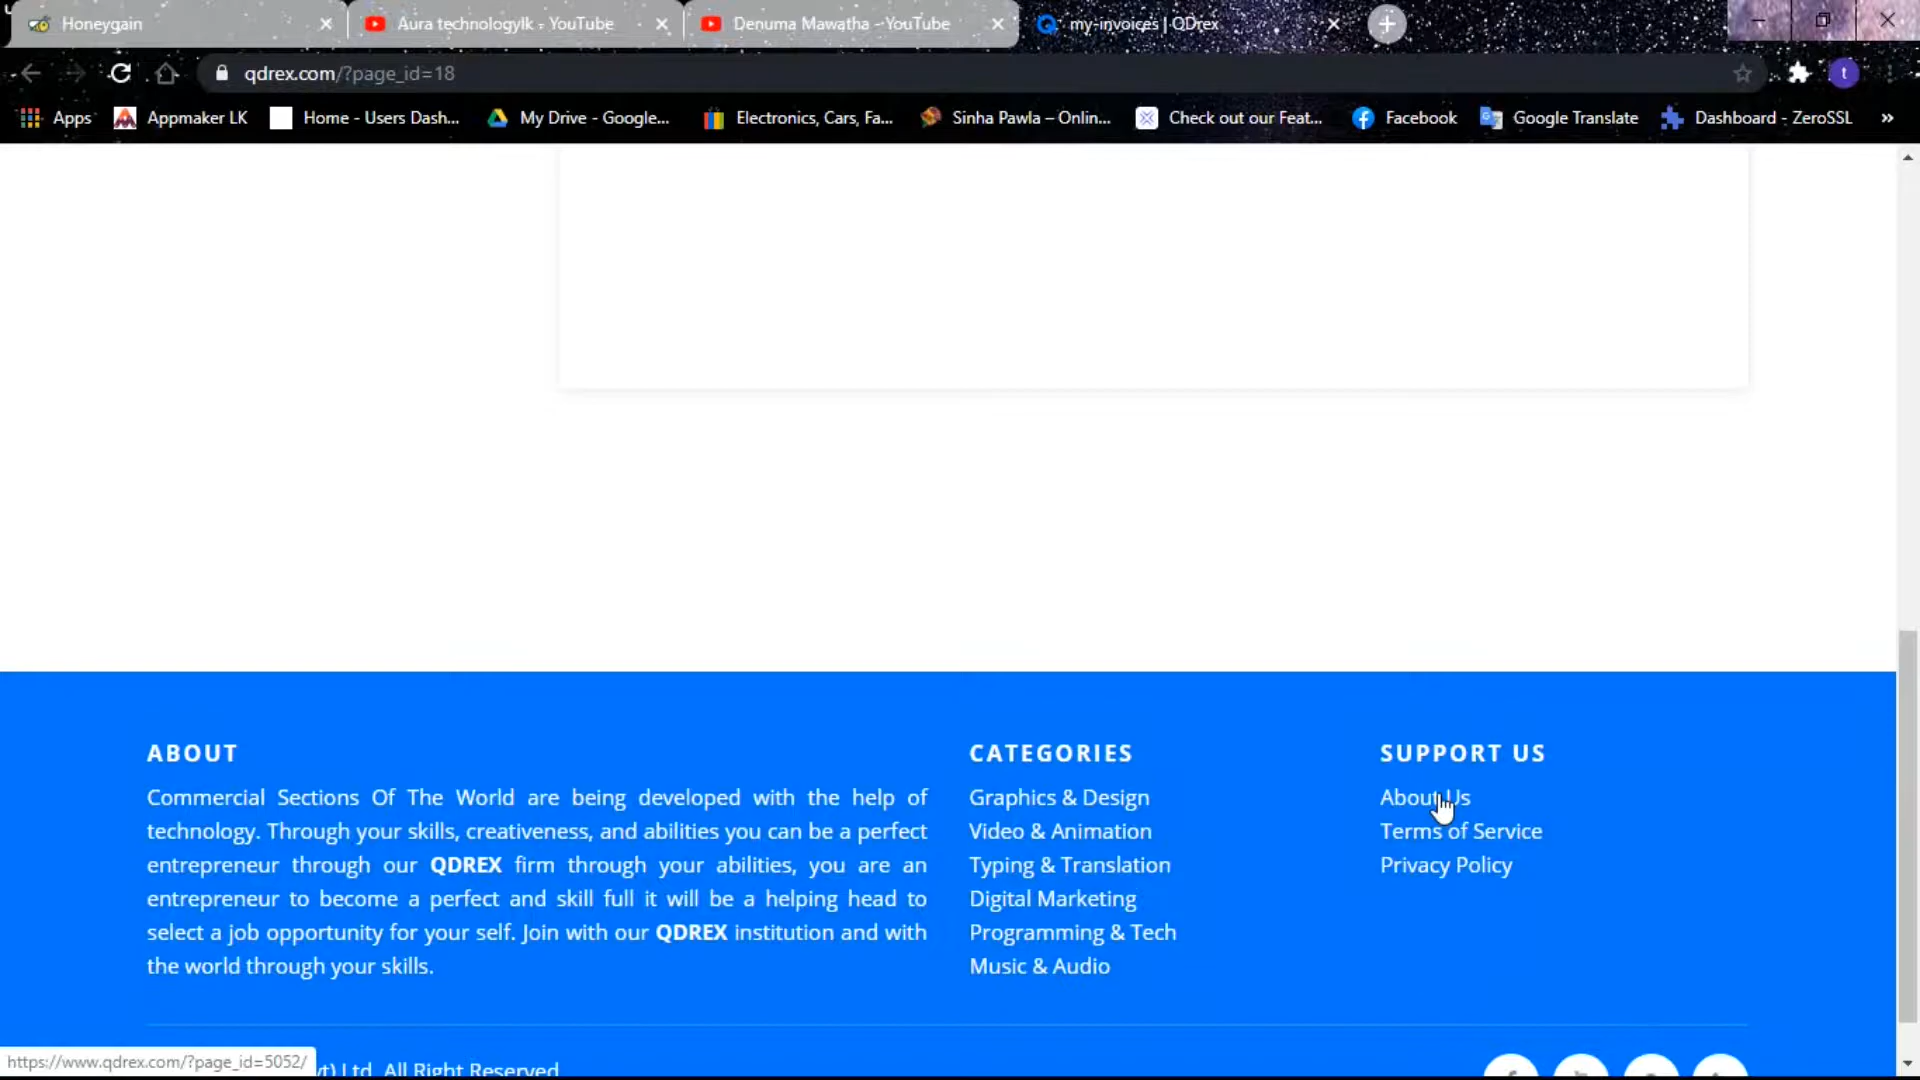 Honeygain
Aura technologylk - YouTube
Denuma Mawatha - YouTube
my-invoices | QDrex
qdrex.com/?page_id=18
Apps
Appmaker LK
Home - Users Dash...
My Drive - Google...
Electronics, Cars, Fa...
Sinha Pawla – Onlin...
Check out our Feat...
Facebook
Google Translate
Dashboard - ZeroSSL
»
ABOUT
Commercial Sections Of The World are being developed with the help of
technology. Through your skills, creativeness, and abilities you can be a perfect
entrepreneur through our QDREX firm through your abilities, you are an
entrepreneur to become a perfect and skill full it will be a helping head to
select a job opportunity for your self. Join with our QDREX institution and with
the world through your skills.
CATEGORIES
Graphics & Design
Video & Animation
Typing & Translation
Digital Marketing
Programming & Tech
Music & Audio
SUPPORT US
About Us
Terms of Service
Privacy Policy
https://www.qdrex.com/?page_id=5052/
Ltd. All Right Reserved
t